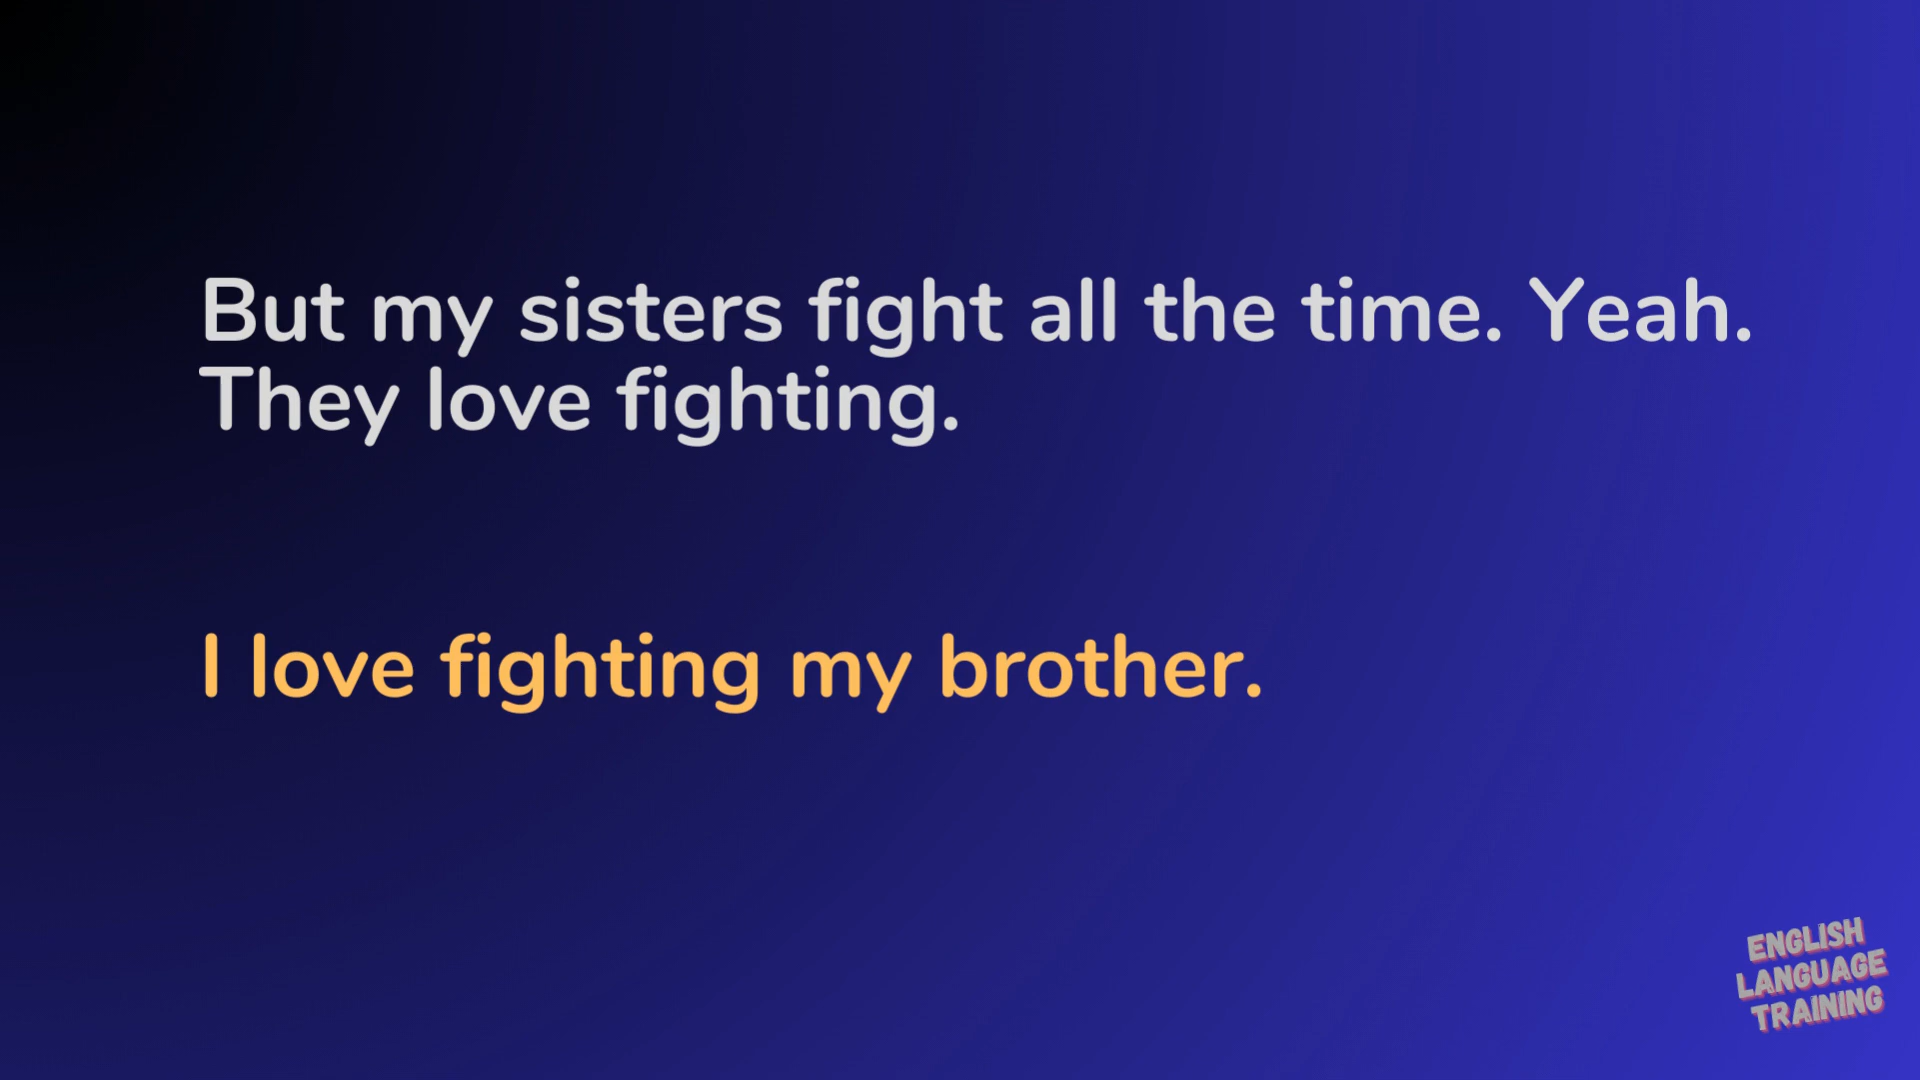 But my sisters fight all the time. Yeah.
They love fighting.
I love fighting my brother.
ENGLISH
LANGUAGE
TRAINING